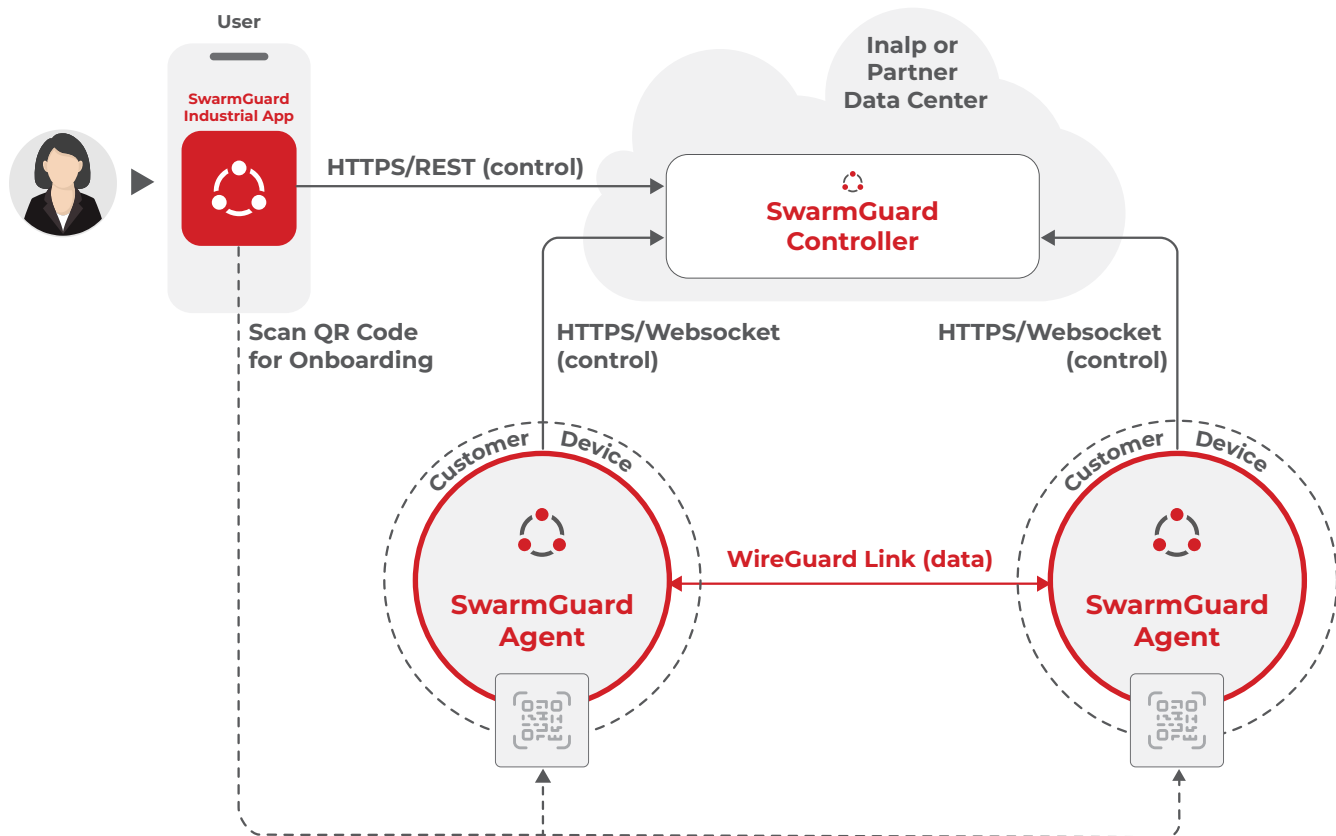 User
SwarmGuard
Industrial App
Inalp or
Partner
Data Center
HTTPS/REST (control)
SwarmGuard
Controller
Scan QR Code
for Onboarding
HTTPS/Websocket
(control)
HTTPS/Websocket
(control)
Customer Device
Customer Device
WireGuard Link (data)
SwarmGuard
Agent
SwarmGuard
Agent